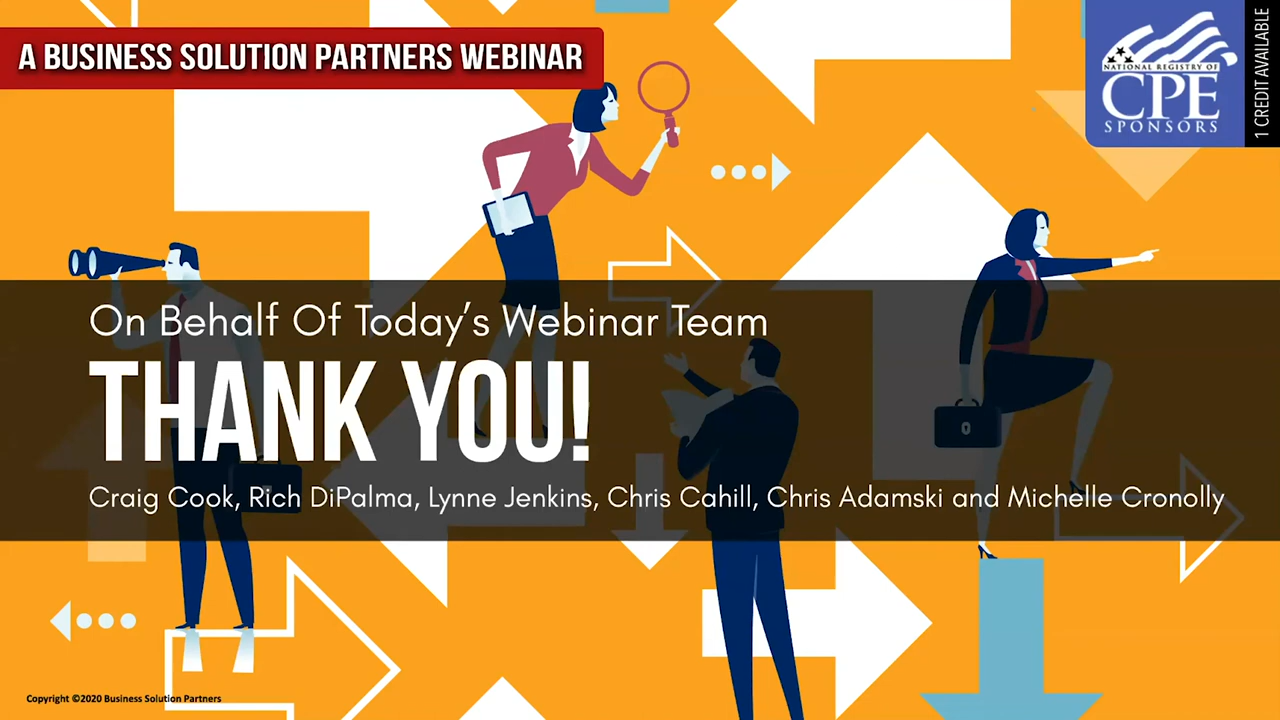 A BUSINESS SOLUTION PARTNERS WEBINAR
NATIONAL REGISTRY OF
CPE
SPONSORS
1 CREDIT AVAILABLE
On Behalf Of Today's Webinar Team
THANK YOU!
Craig Cook, Rich DiPalma, Lynne Jenkins, Chris Cahill, Chris Adamski and Michelle Cronolly
Copyright ©2020 Business Solution Partners